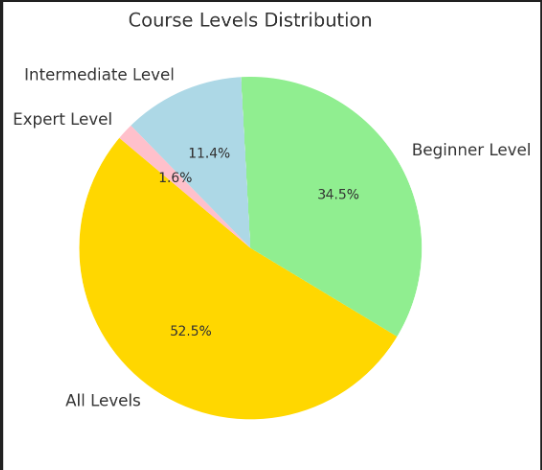 Course Levels Distribution
Intermediate Level
Expert Level
Beginner Level
11.4%
1.6%
34.5%
52.5%
All Levels